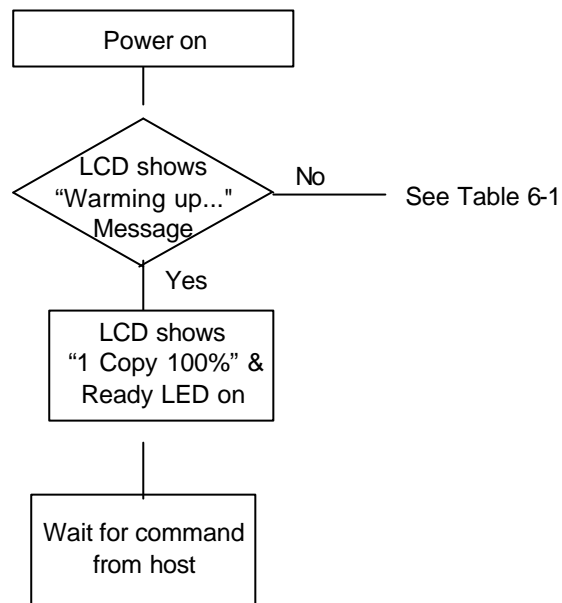 Power on
LCD shows
“Warming up..."
Message
No
See Table 6-1
Yes
LCD shows
“1 Copy 100%” &
Ready LED on
Wait for command
from host